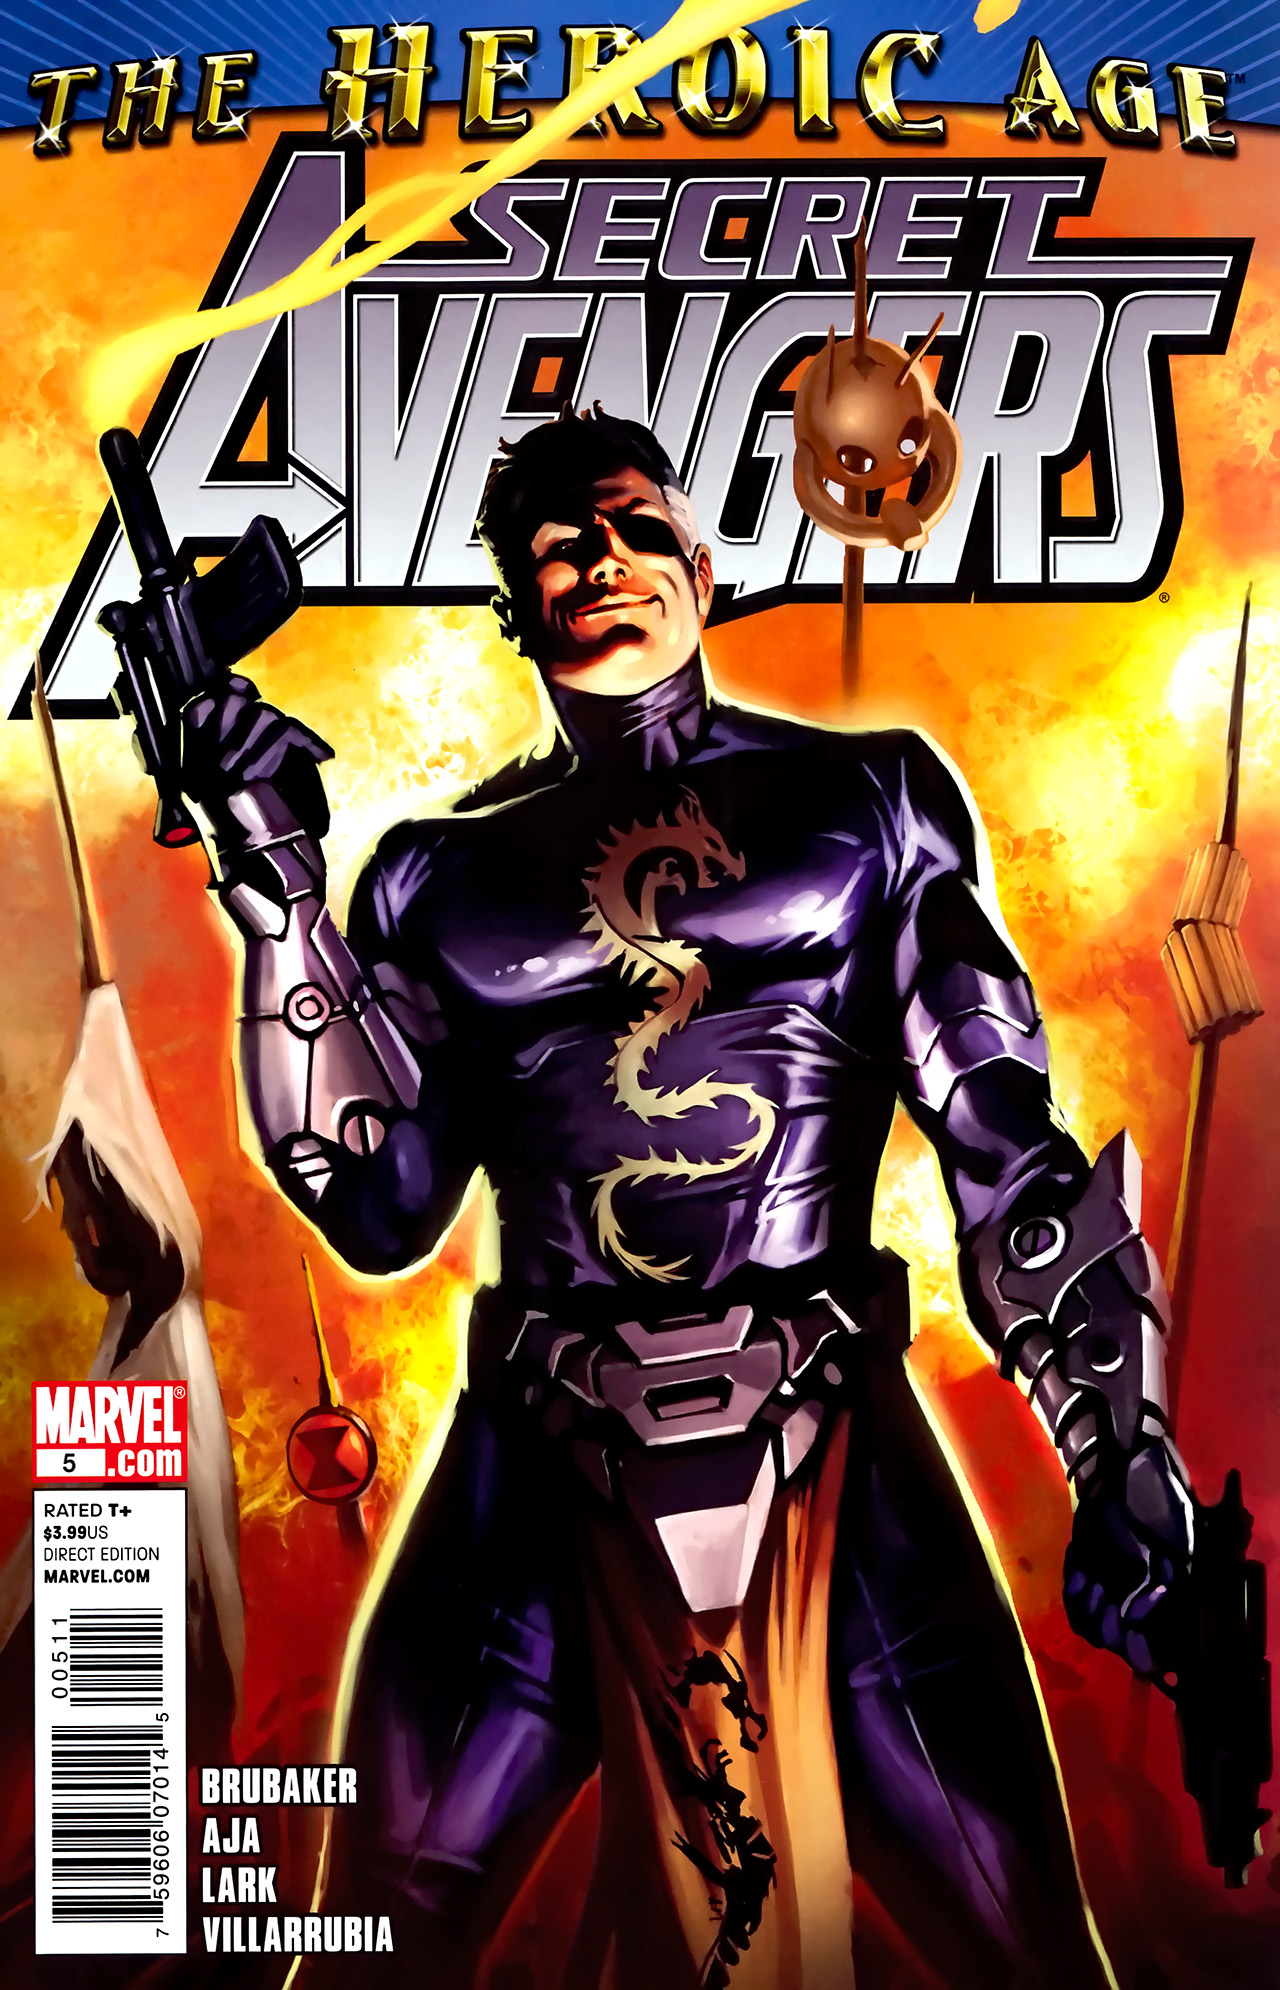 THE HEROIC AGE™
SECRET
AVENGERS®
MARVEL®
5 .com
RATED T+
$3.99US
DIRECT EDITION
MARVEL.COM
00511
7 59606 07014 5
BRUBAKER
AJA
LARK
VILLARRUBIA